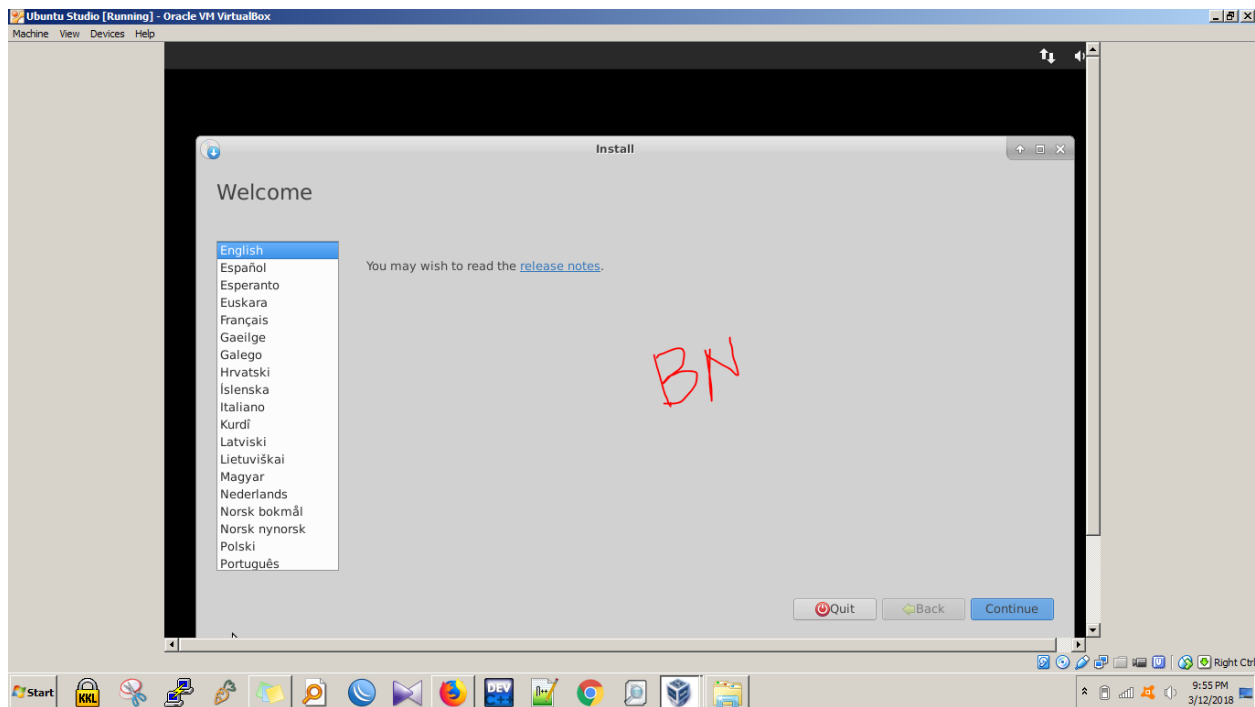 Ubuntu Studio [Running] - Oracle VM VirtualBox
Machine View Devices Help
Install
Welcome
English
Español
Esperanto
Euskara
Français
Gaeilge
Galego
Hrvatski
Íslenska
Italiano
Kurdî
Latviski
Lietuviškai
Magyar
Nederlands
Norsk bokmål
Norsk nynorsk
Polski
Português
You may wish to read the release notes.
BN
Quit Back Continue
Right Ctrl
Start KKL DEV C++ 9:55 PM
3/12/2018